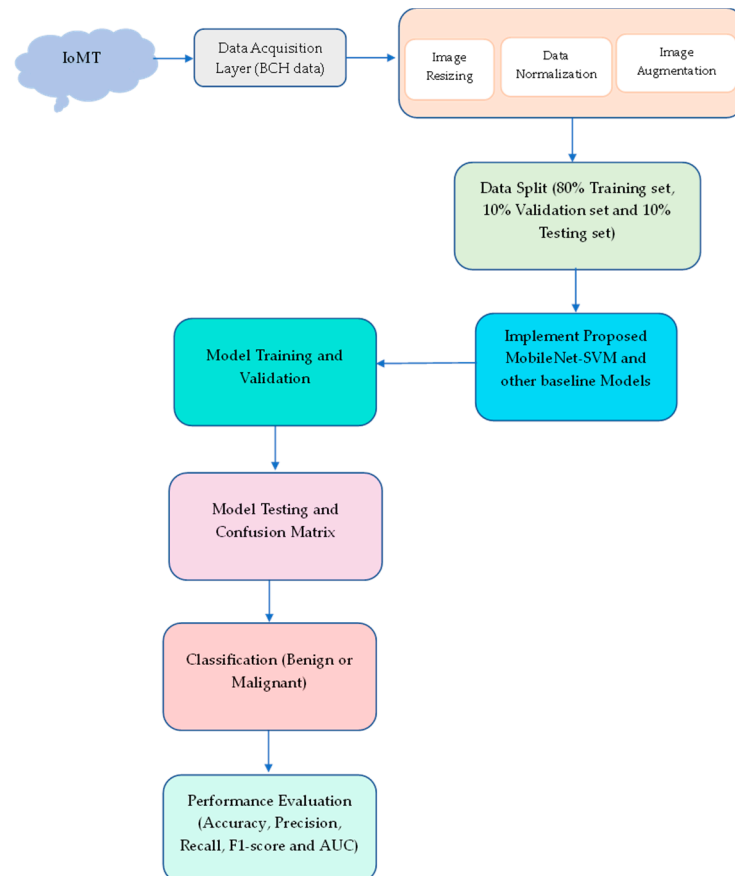 IoMT
Data Acquisition
Layer (BCH data)
Image
Resizing
Data
Normalization
Image
Augmentation
Data Split (80% Training set,
10% Validation set and 10%
Testing set)
Implement Proposed
MobileNet-SVM and
other baseline Models
Model Training and
Validation
Model Testing and
Confusion Matrix
Classification (Benign or
Malignant)
Performance Evaluation
(Accuracy, Precision,
Recall, F1-score and AUC)